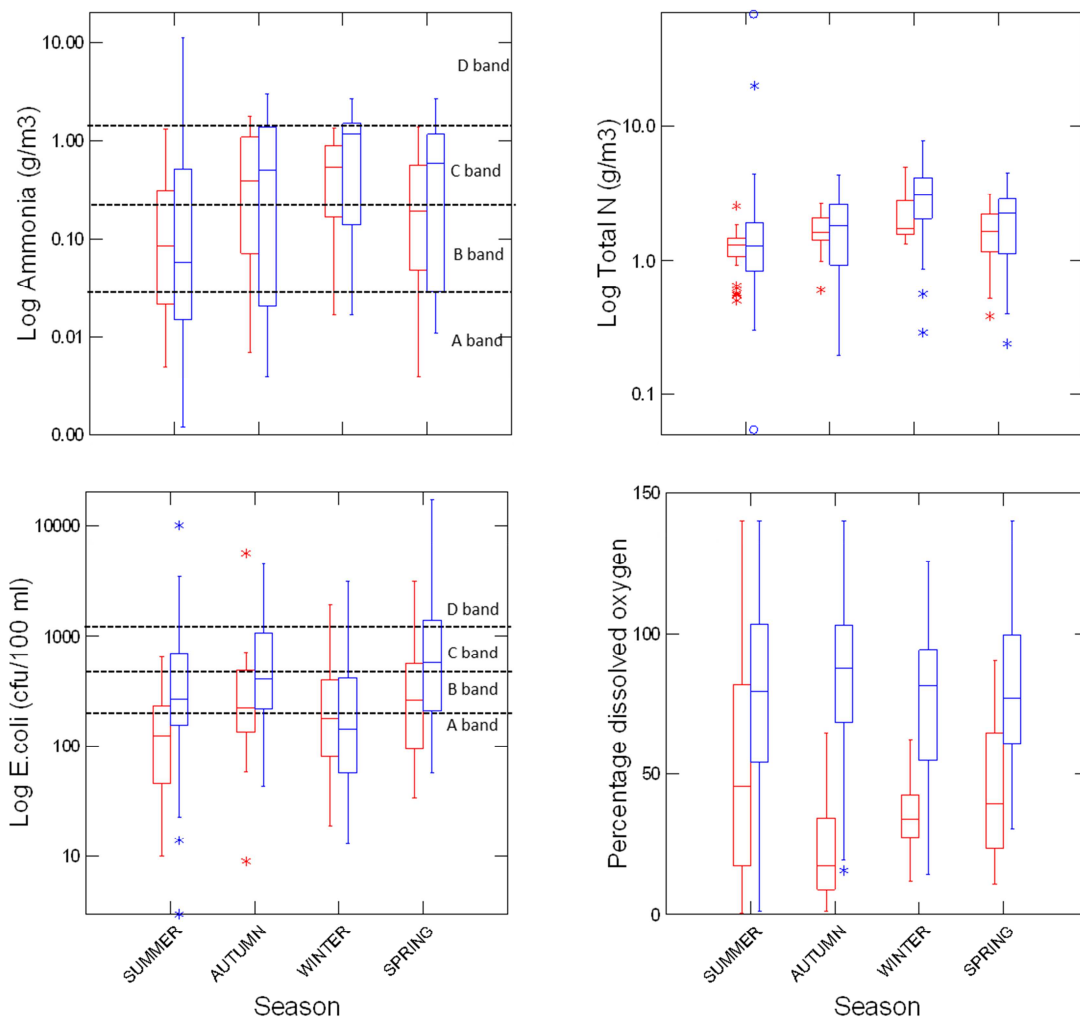 Log Ammonia (g/m3)
10.00
1.00
0.10
0.01
0.00
D band
C band
B band
A band
Log Total N (g/m3)
10.0
1.0
0.1
Log E.coli (cfu/100 ml)
10000
1000
100
10
D band
C band
B band
A band
SUMMER
AUTUMN
WINTER
SPRING
Season
Percentage dissolved oxygen
150
100
50
0
SUMMER
AUTUMN
WINTER
SPRING
Season